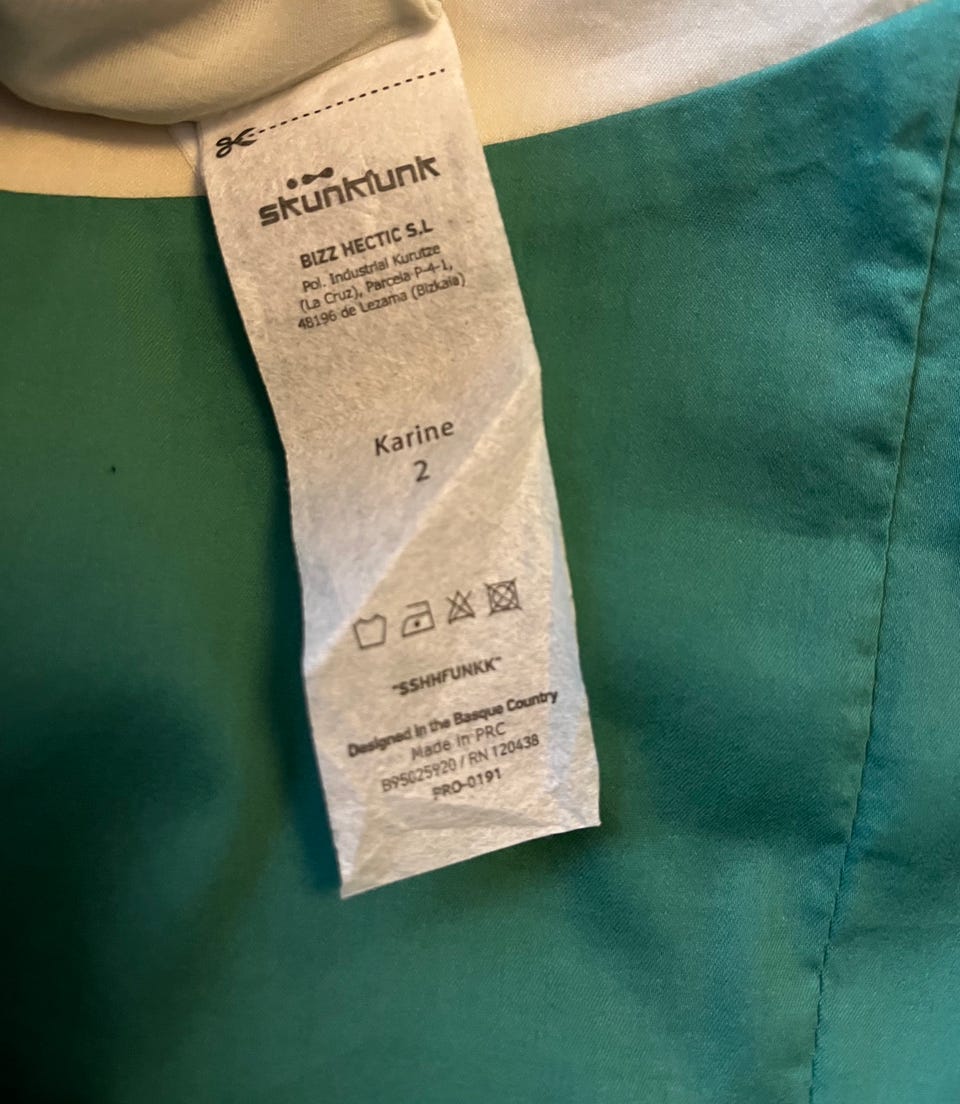 skunkfunk
BIZZ HECTIC S.L
Pol. Industrial Kurutze
(La Cruz), Parcela P-4-1,
48196 de Lezama (Bizkaia)
Karine
2
"SSHHFUNKK"
Designed in the Basque Country
Made in PRC
B95025920 / RN 120438
PRO-0191